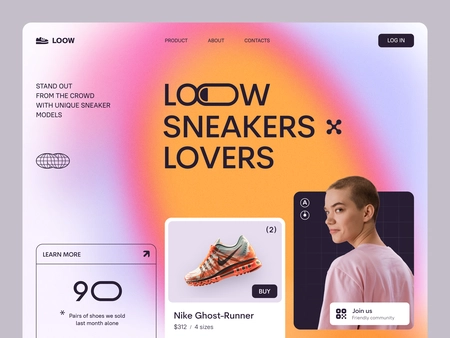 LOOW
PRODUCT
ABOUT
CONTACTS
LOG IN
STAND OUT
FROM THE CROWD
WITH UNIQUE SNEAKER
MODELS
LOOW
SNEAKERS
LOVERS
LEARN MORE
90
* Pairs of shoes we sold
last month alone
(2)
BUY
Nike Ghost-Runner
$312 / 4 sizes
A
Join us
Friendly community